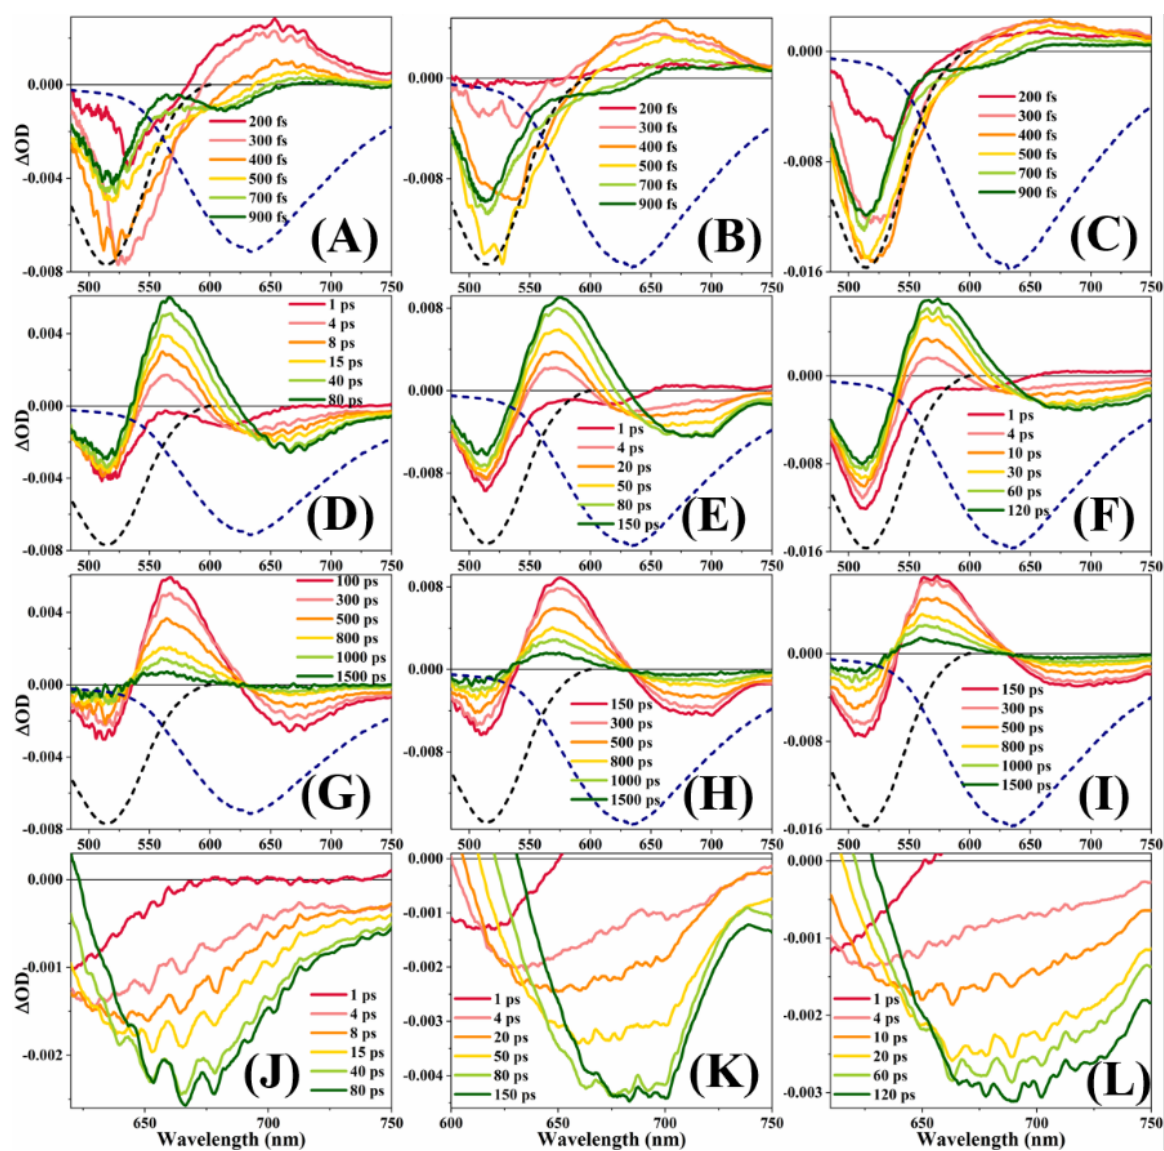 0.000
-0.004
-0.008
ΔOD
200 fs
300 fs
400 fs
500 fs
700 fs
900 fs
(A)
500 550 600 650 700 750
0.000
-0.008
200 fs
300 fs
400 fs
500 fs
700 fs
900 fs
(B)
500 550 600 650 700 750
0.000
-0.008
-0.016
200 fs
300 fs
400 fs
500 fs
700 fs
900 fs
(C)
500 550 600 650 700 750
0.004
0.000
-0.004
-0.008
ΔOD
1 ps
4 ps
8 ps
15 ps
40 ps
80 ps
(D)
500 550 600 650 700 750
0.008
0.000
-0.008
1 ps
4 ps
20 ps
50 ps
80 ps
150 ps
(E)
500 550 600 650 700 750
0.000
-0.008
-0.016
1 ps
4 ps
10 ps
30 ps
60 ps
120 ps
(F)
500 550 600 650 700 750
0.004
0.000
-0.004
-0.008
ΔOD
100 ps
300 ps
500 ps
800 ps
1000 ps
1500 ps
(G)
500 550 600 650 700 750
0.008
0.000
-0.008
150 ps
300 ps
500 ps
800 ps
1000 ps
1500 ps
(H)
500 550 600 650 700 750
0.000
-0.008
-0.016
150 ps
300 ps
500 ps
800 ps
1000 ps
1500 ps
(I)
500 550 600 650 700 750
0.000
-0.001
-0.002
ΔOD
1 ps
4 ps
8 ps
15 ps
40 ps
80 ps
(J)
650 700 750
Wavelength (nm)
0.000
-0.001
-0.002
-0.003
-0.004
1 ps
4 ps
20 ps
50 ps
80 ps
150 ps
(K)
600 650 700 750
Wavelength (nm)
0.000
-0.001
-0.002
-0.003
1 ps
4 ps
10 ps
20 ps
60 ps
120 ps
(L)
650 700 750
Wavelength (nm)